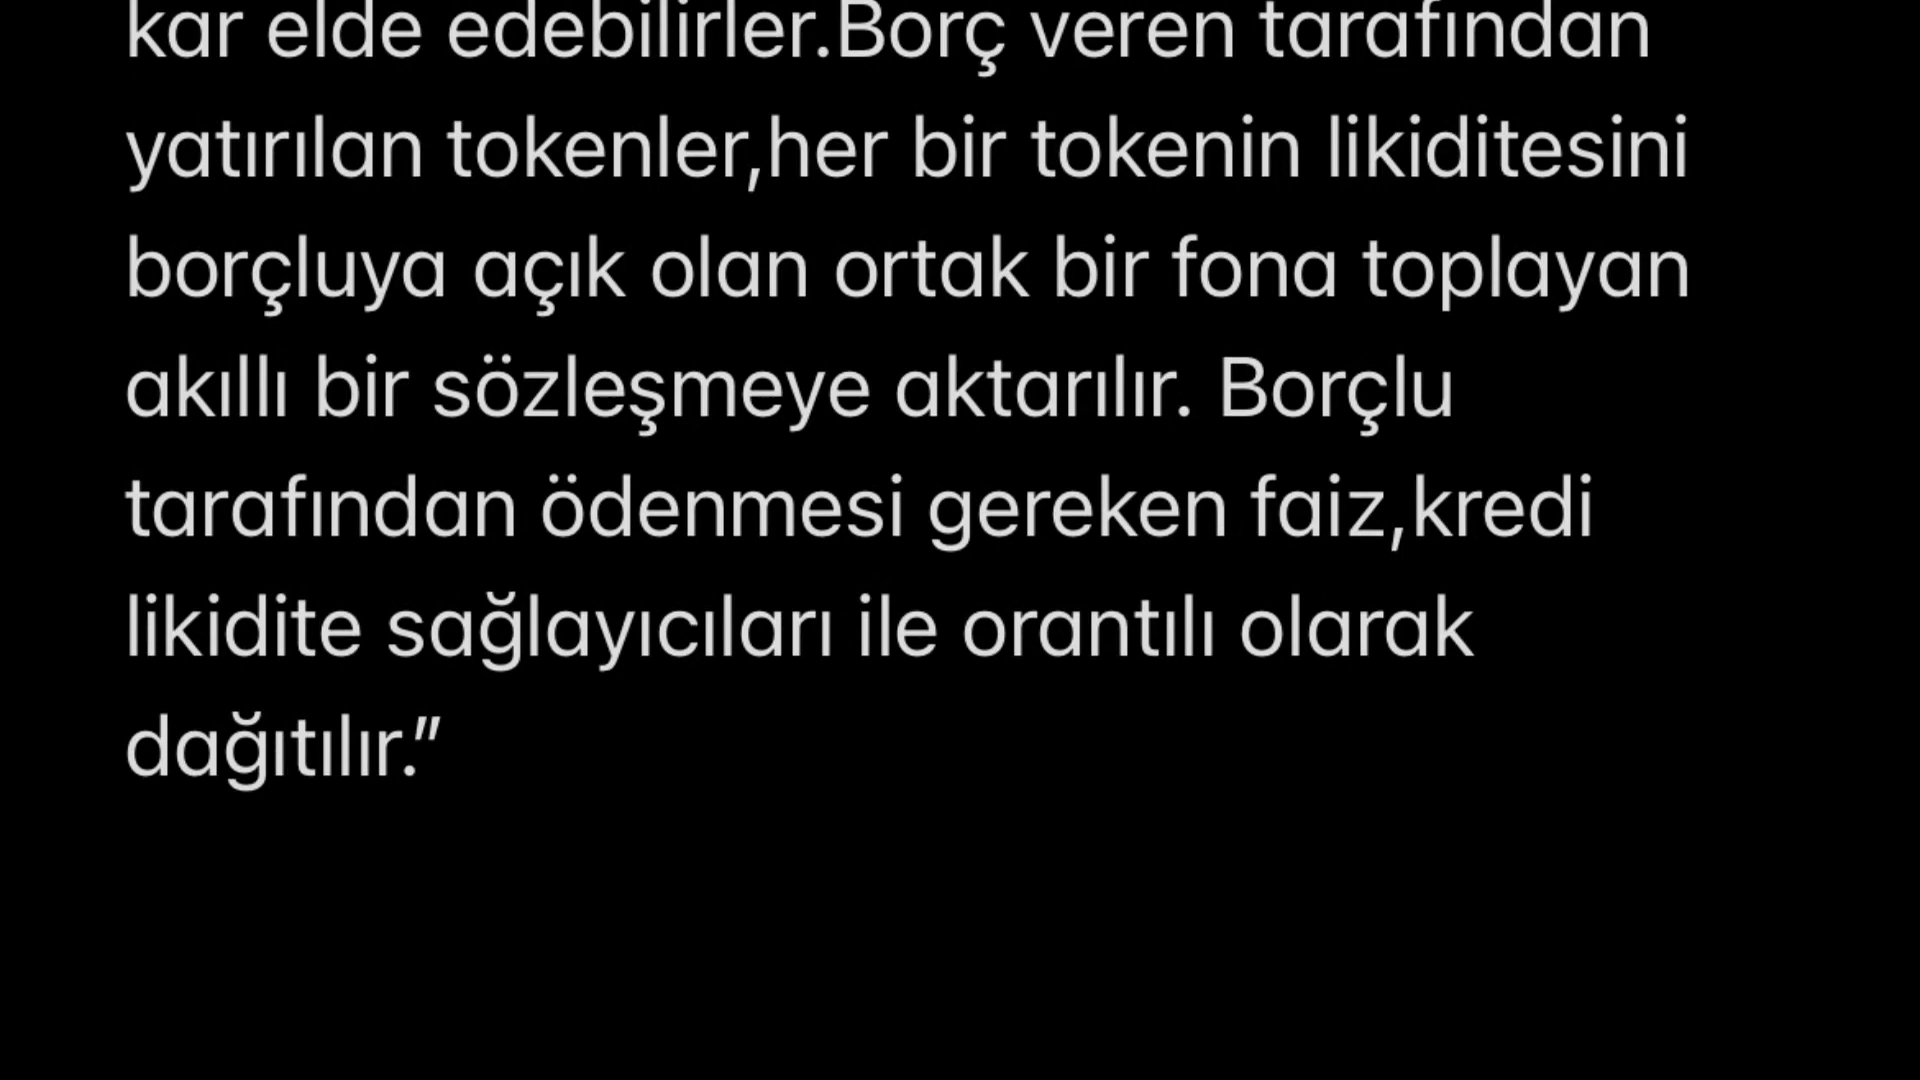 kar elde edebilirler.Borç veren tarafından
yatırılan tokenler,her bir tokenin likiditesini
borçluya açık olan ortak bir fona toplayan
akıllı bir sözleşmeye aktarılır. Borçlu
tarafından ödenmesi gereken faiz,kredi
likidite sağlayıcıları ile orantılı olarak
dağıtılır.”